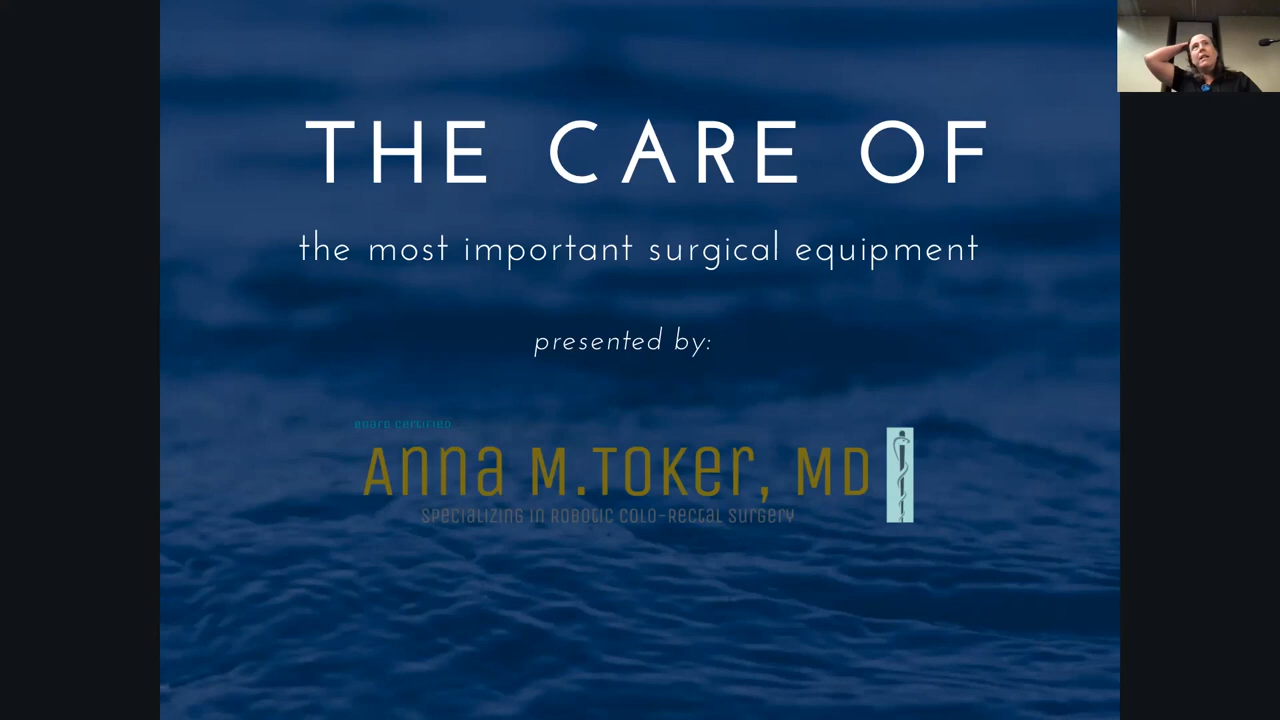 THE CARE OF
the most important surgical equipment
presented by:
Board Certified
Anna M. Toker, MD
Specializing in Robotic Colo-Rectal Surgery